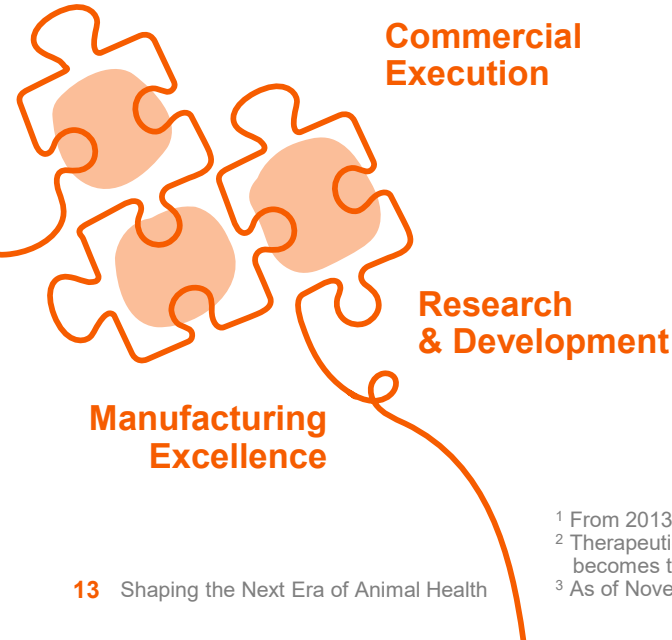 Commercial
Execution
Research
& Development
Manufacturing
Excellence
¹ From 2013
² Therapeuti
becomes t
³ As of Nove
13 Shaping the Next Era of Animal Health